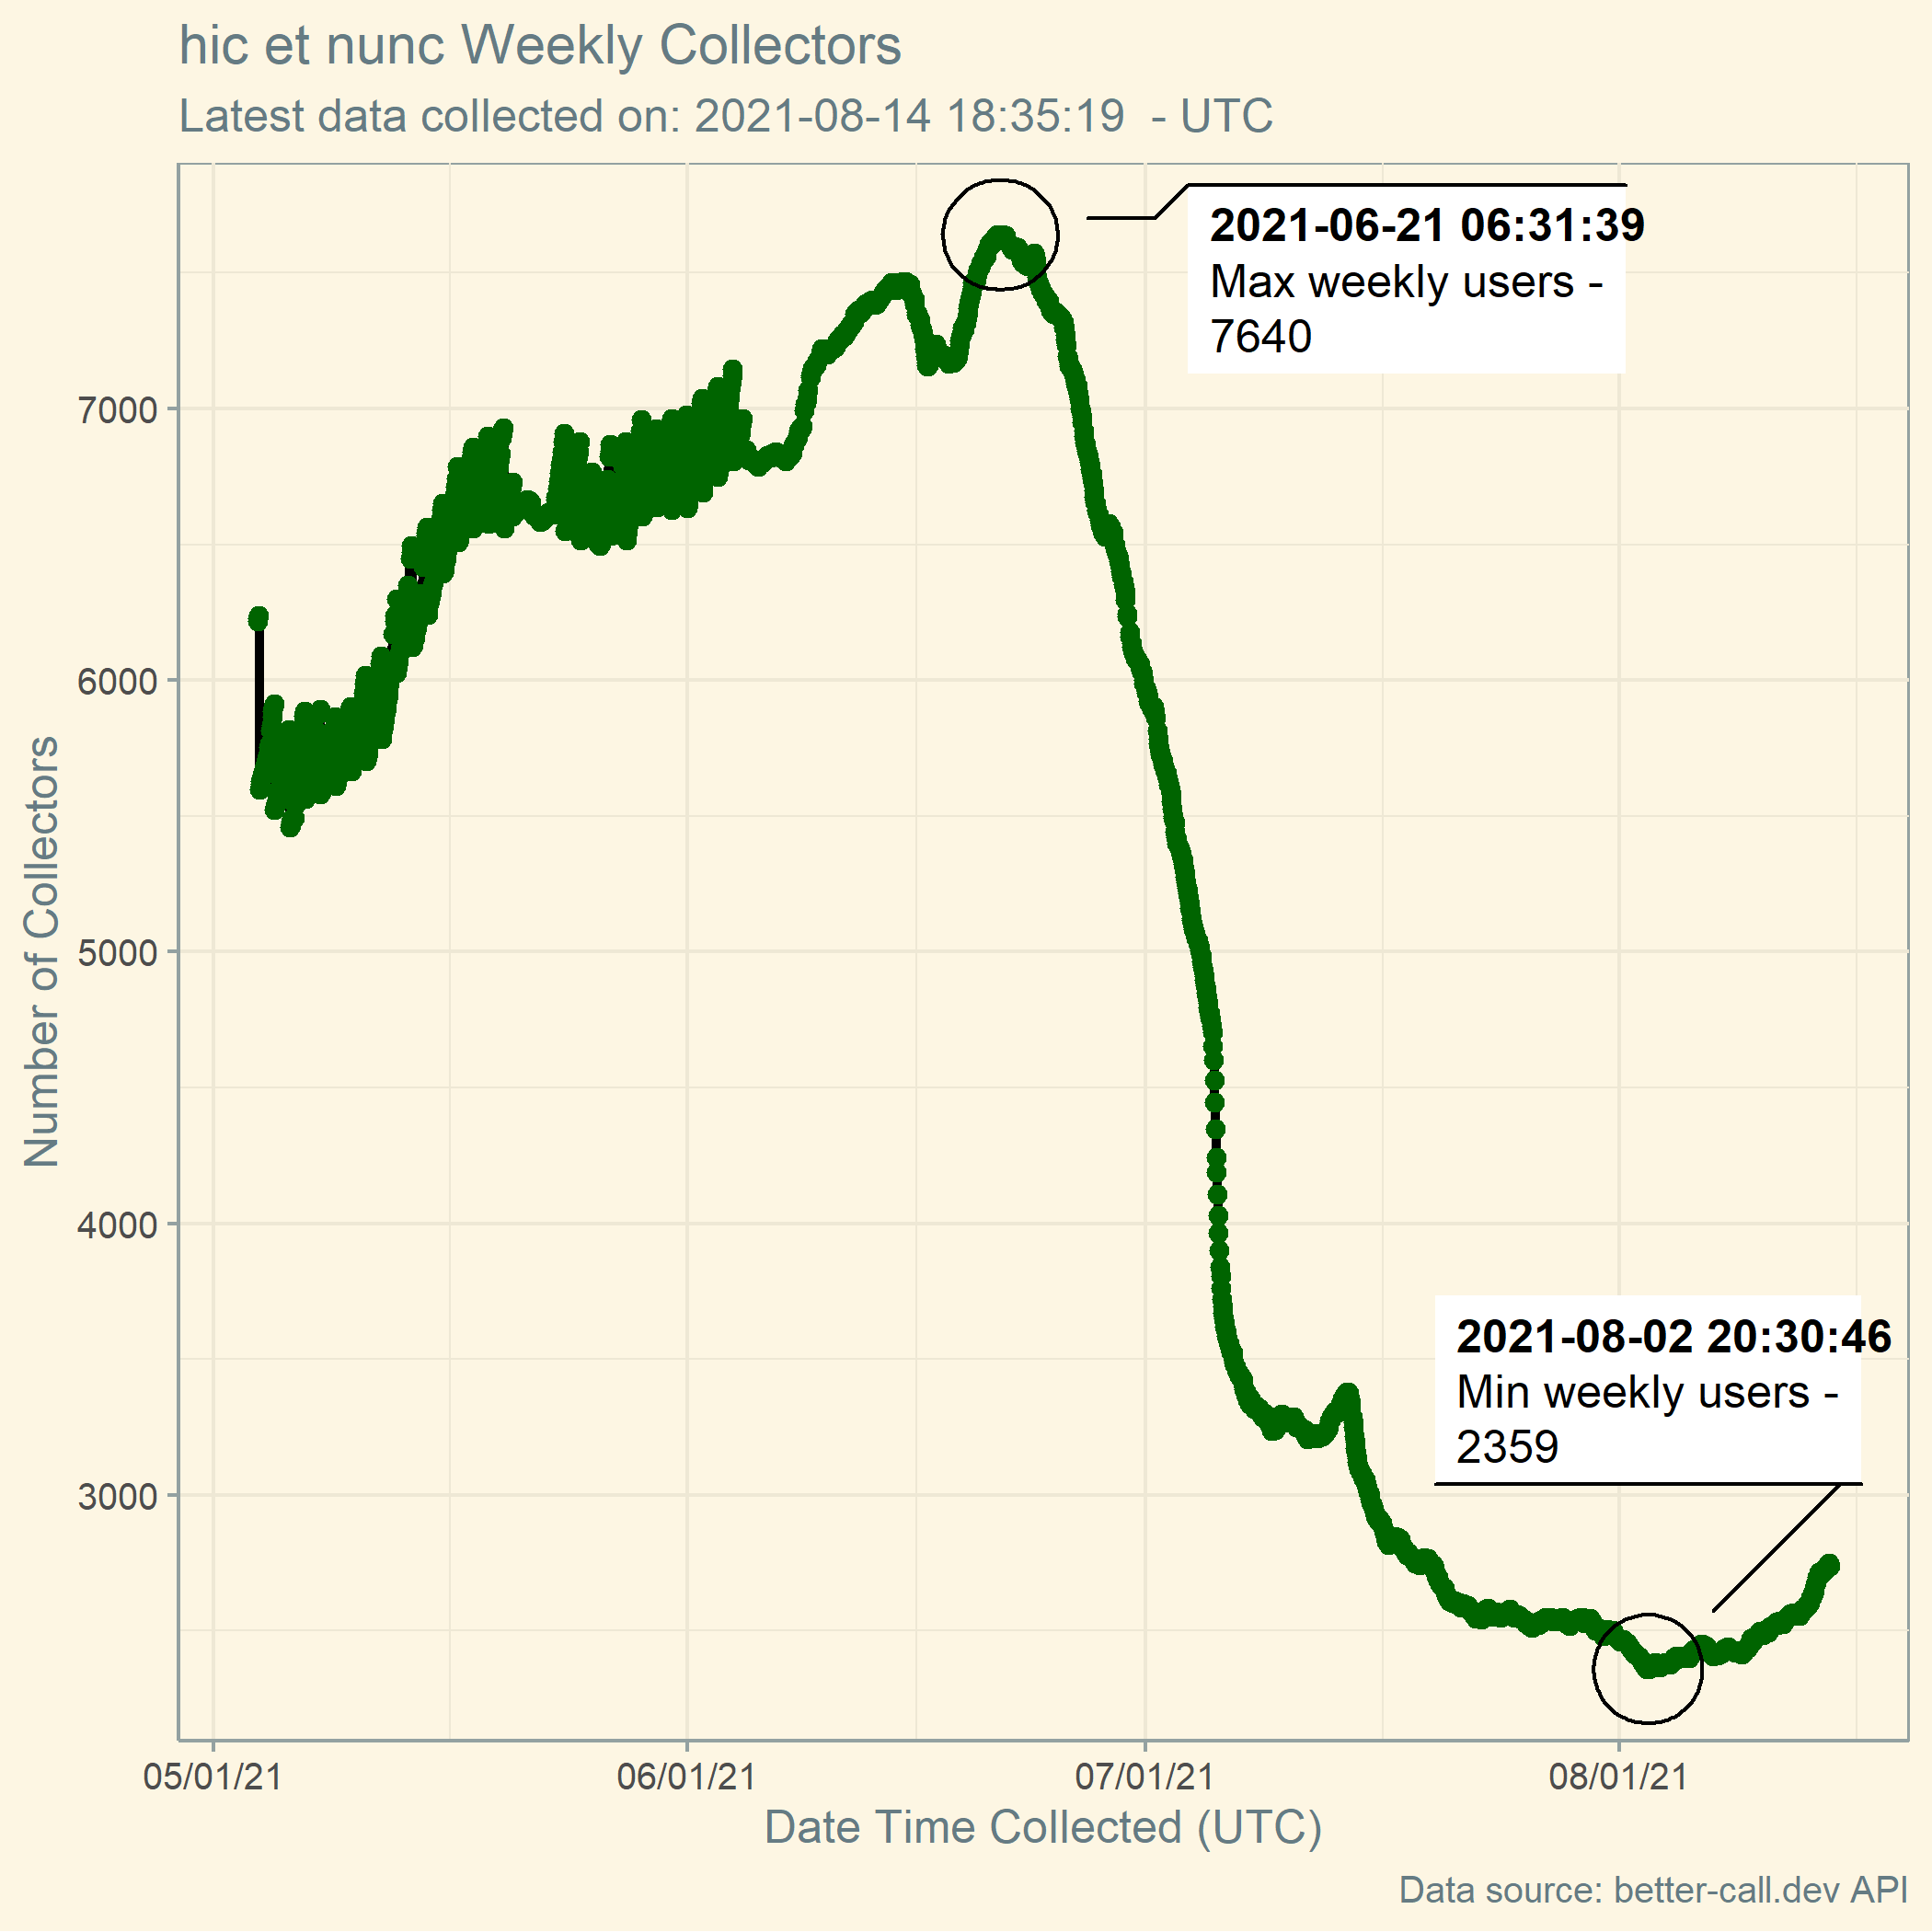 hic et nunc Weekly Collectors
Latest data collected on: 2021-08-14 18:35:19  - UTC
2021-06-21 06:31:39
Max weekly users -
7640
7000
6000
Number of Collectors
5000
4000
2021-08-02 20:30:46
Min weekly users -
2359
3000
05/01/21 06/01/21 07/01/21 08/01/21
Date Time Collected (UTC)
Data source: better-call.dev API